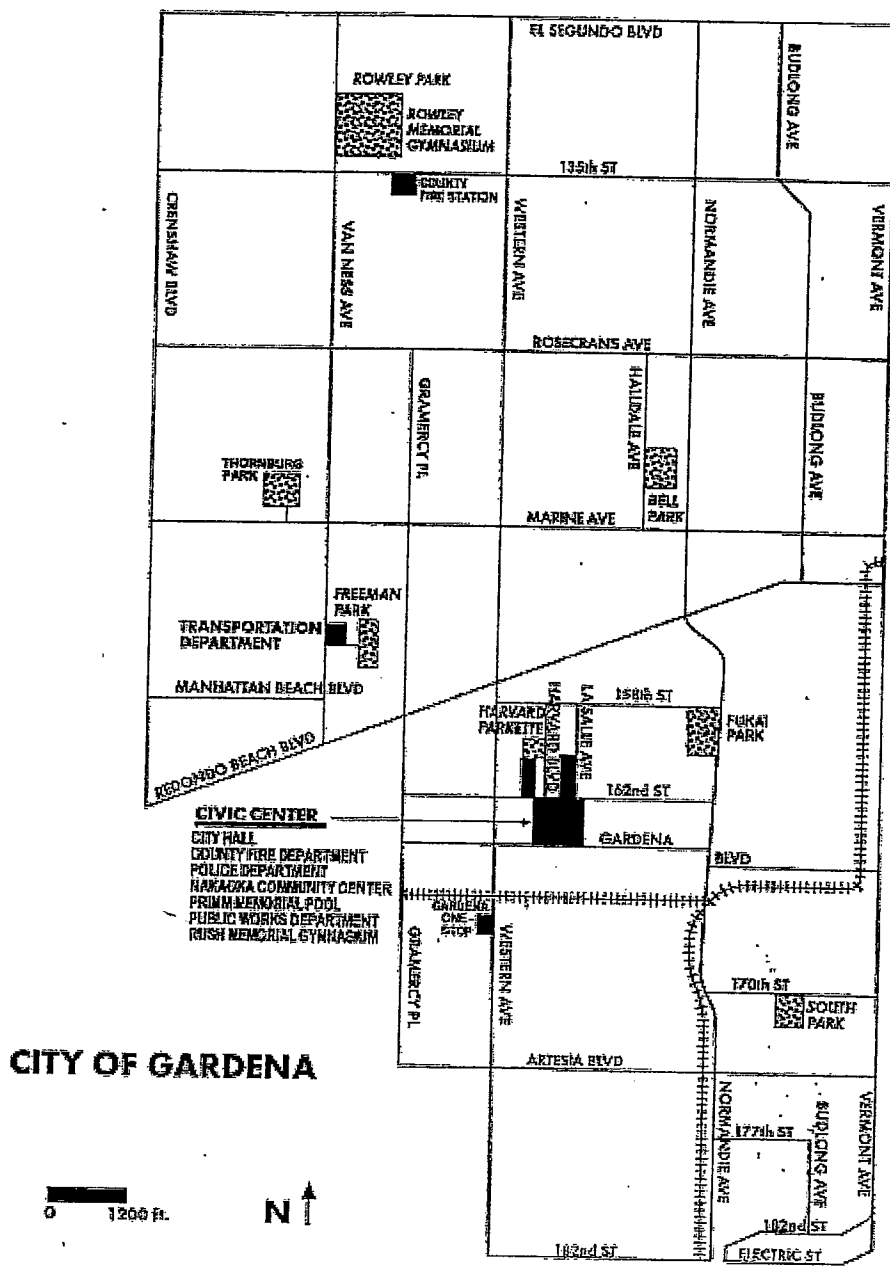 EL SEGUNDO BLVD
BUDLONG AVE
ROWLEY PARK
ROWLEY
MEMORIAL
GYMNASIUM
135th ST
COUNTY
FIRE STATION
CRENSHAW BLVD
VAN NESS AVE
WESTERN AVE
NORMANDIE AVE
VERMONT AVE
ROSECRANS AVE
GRAMERCY PL
HALLDALE AVE
BUDLONG AVE
THORNBURG
PARK
BELL
PARK
MARINE AVE
FREEMAN
PARK
TRANSPORTATION
DEPARTMENT
MANHATTAN BEACH BLVD
HARVARD
PARKETTE
HARVARD BLVD
LA SALLE AVE
158th ST
FUKAI
PARK
REDONDO BEACH BLVD
162nd ST
CIVIC CENTER
CITY HALL
COUNTY FIRE DEPARTMENT
POLICE DEPARTMENT
NAKAOKA COMMUNITY CENTER
PRIMM MEMORIAL POOL
PUBLIC WORKS DEPARTMENT
RUSH MEMORIAL GYMNASIUM
GARDENA
BLVD
GARDENA
ONE-
STOP
GRAMERCY PL
WESTERN AVE
170th ST
SOUTH
PARK
CITY OF GARDENA
ARTESIA BLVD
NORMANDIE AVE
177th ST
BUDLONG AVE
VERMONT AVE
0 1200 ft.
N
182nd ST
182nd ST
ELECTRIC ST